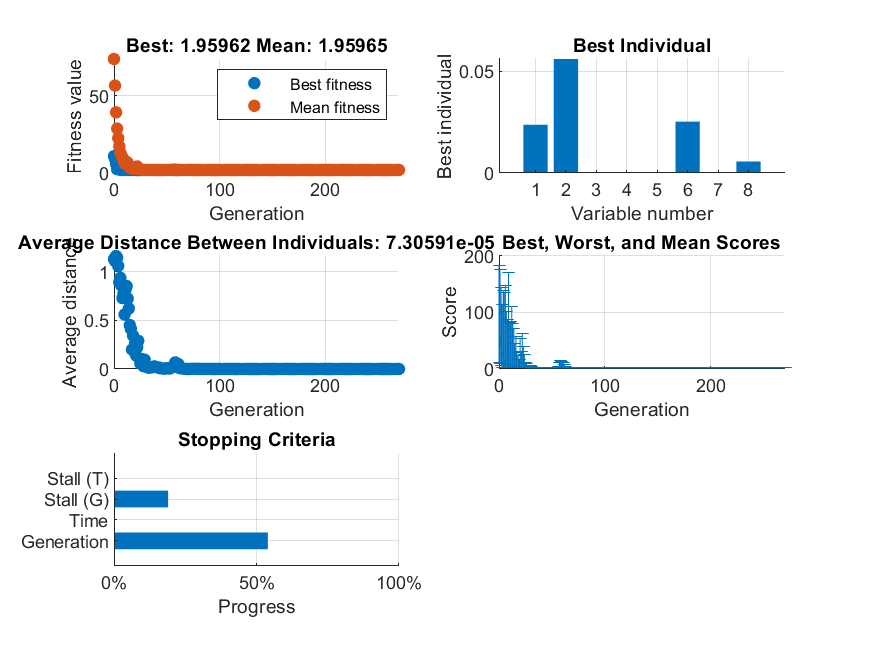 Best: 1.95962 Mean: 1.95965
Fitness value
50
0
0
100
200
Generation
Best fitness
Mean fitness
Best Individual
Best individual
0.05
0
1 2 3 4 5 6 7 8
Variable number
Average Distance Between Individuals: 7.30591e-05
Average distance
1
0.5
0
0
100
200
Generation
Best, Worst, and Mean Scores
Score
200
100
0
0
100
200
Generation
Stopping Criteria
Stall (T)
Stall (G)
Time
Generation
0%
50%
100%
Progress